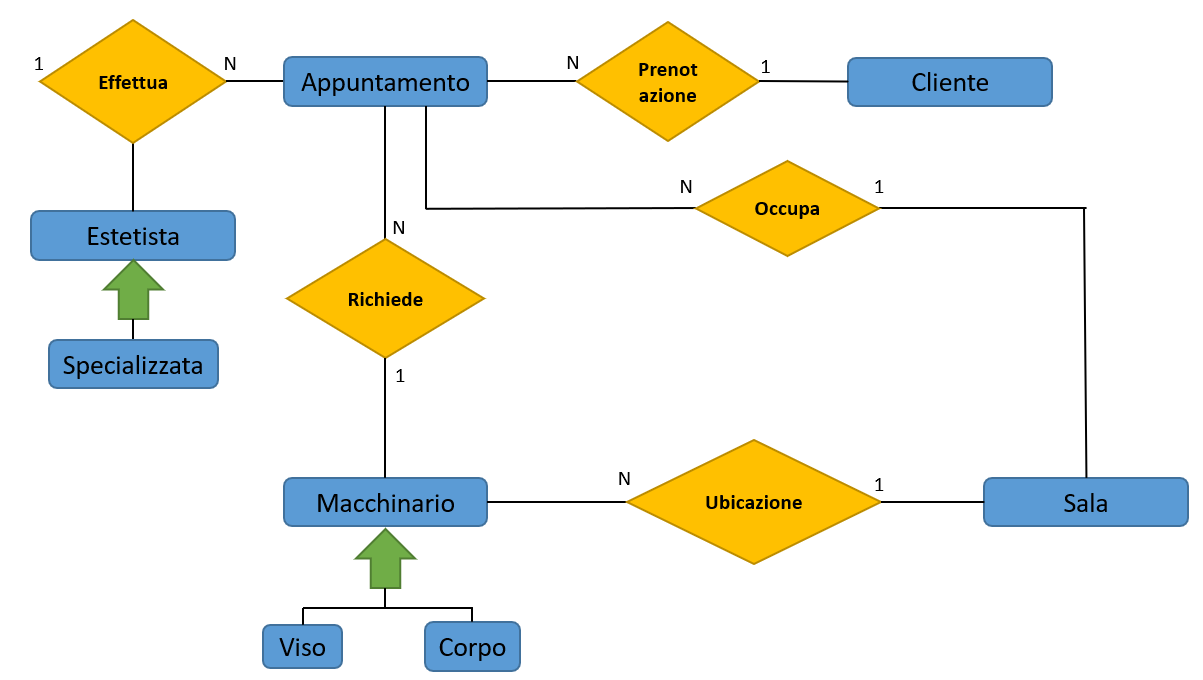 1
Effettua
N
Appuntamento
N
Prenot
azione
1
Cliente
N
Occupa
1
Estetista
N
Richiede
1
Specializzata
Macchinario
N
Ubicazione
1
Sala
Viso
Corpo